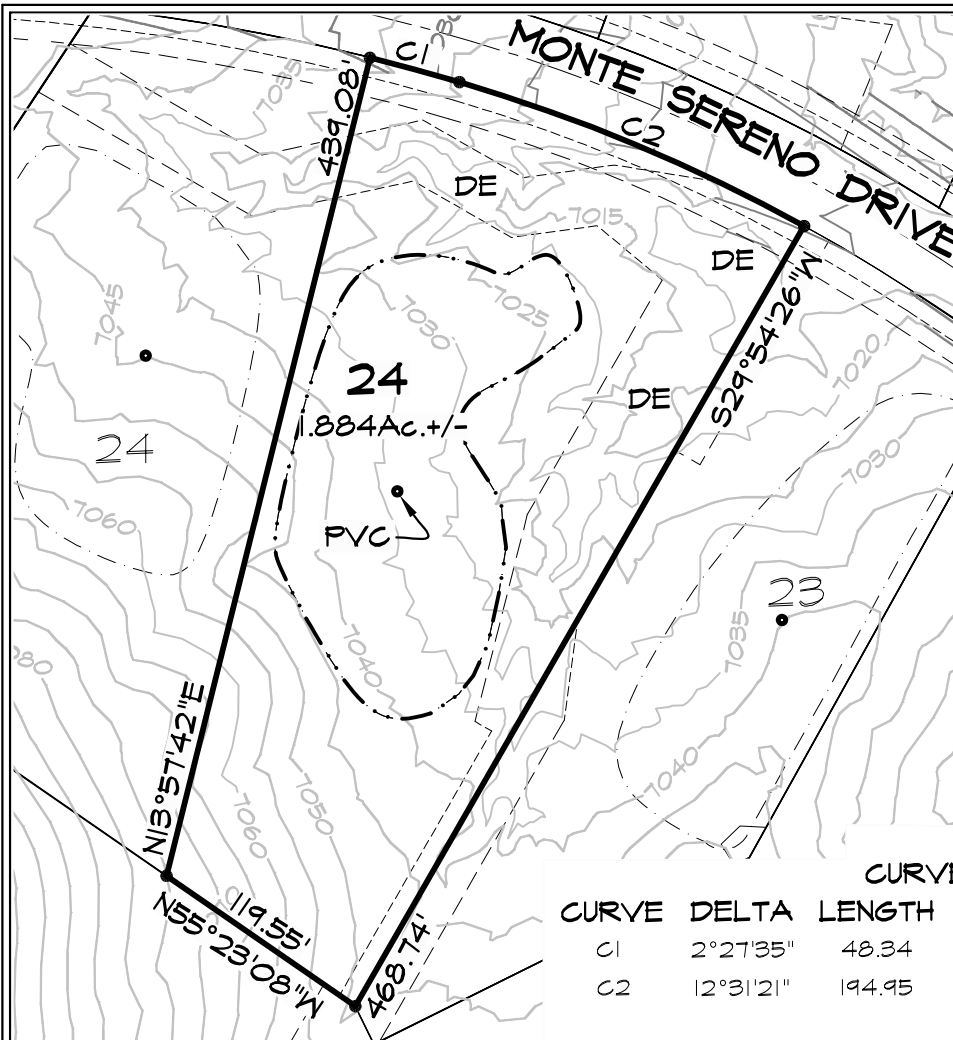 MONTE SERENO DRIVE
C1
C2
7035
439.08'
DE
7015
DE
7045
7030
7025
S29°54'26"W
7020
24
1.884Ac.+/-
DE
24
7030
7060
PVC
23
7035
7040
7040
N13°57'42"E
7060
7050
119.55'
N55°23'08"W
468.74'
CURVE DELTA LENGTH
C1 2°27'35" 48.34
C2 12°31'21" 194.95